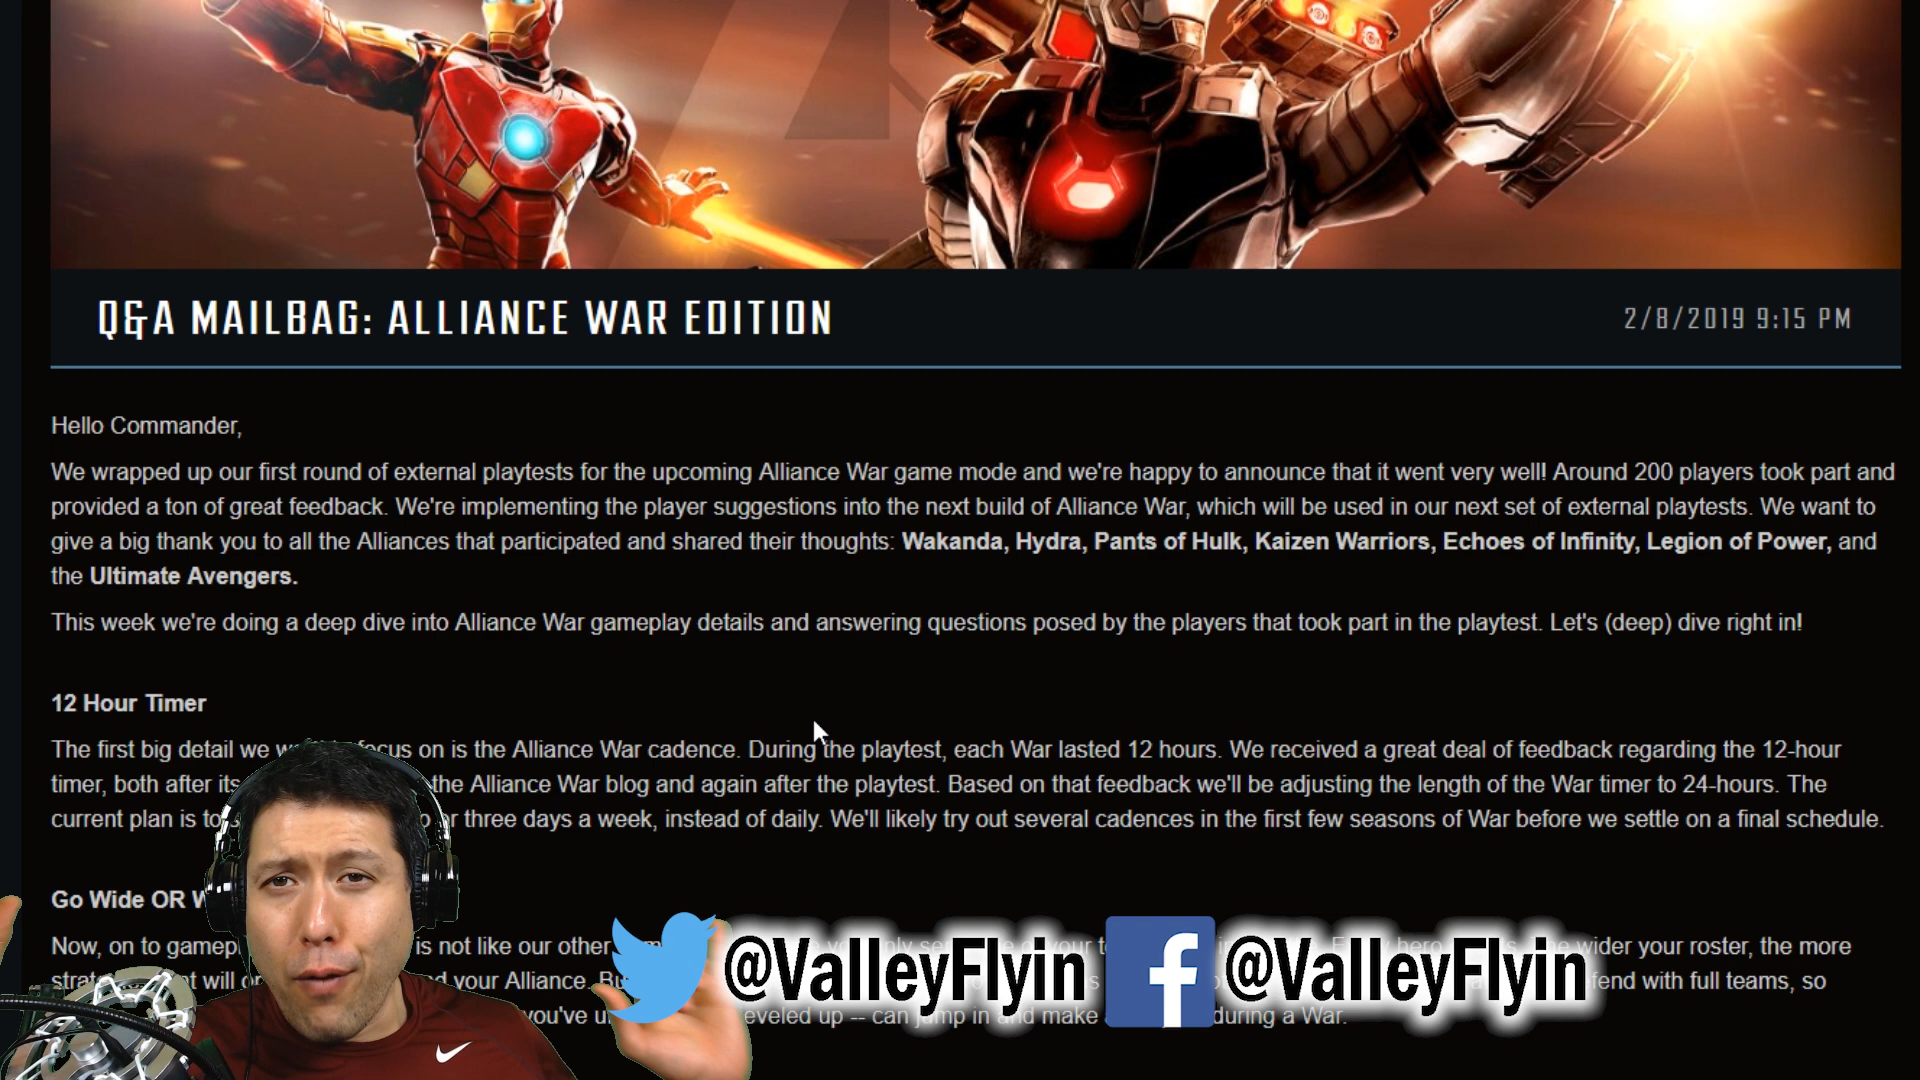 Q&A MAILBAG: ALLIANCE WAR EDITION
2/8/2019 9:15 PM
Hello Commander,
We wrapped up our first round of external playtests for the upcoming Alliance War game mode and we're happy to announce that it went very well! Around 200 players took part and
provided a ton of great feedback. We're implementing the player suggestions into the next build of Alliance War, which will be used in our next set of external playtests. We want to
give a big thank you to all the Alliances that participated and shared their thoughts: Wakanda, Hydra, Pants of Hulk, Kaizen Warriors, Echoes of Infinity, Legion of Power, and
the Ultimate Avengers.
This week we're doing a deep dive into Alliance War gameplay details and answering questions posed by the players that took part in the playtest. Let's (deep) dive right in!
12 Hour Timer
The first big detail we focus on is the Alliance War cadence. During the playtest, each War lasted 12 hours. We received a great deal of feedback regarding the 12-hour
timer, both after its the Alliance War blog and again after the playtest. Based on that feedback we'll be adjusting the length of the War timer to 24-hours. The
current plan is to or three days a week, instead of daily. We'll likely try out several cadences in the first few seasons of War before we settle on a final schedule.
Go Wide OR
Now, on to is not like our other wider your roster, the more
will your Alliance. with full teams, so
you've leveled up -- can jump in and make during a War.
@ValleyFlyin @ValleyFlyin